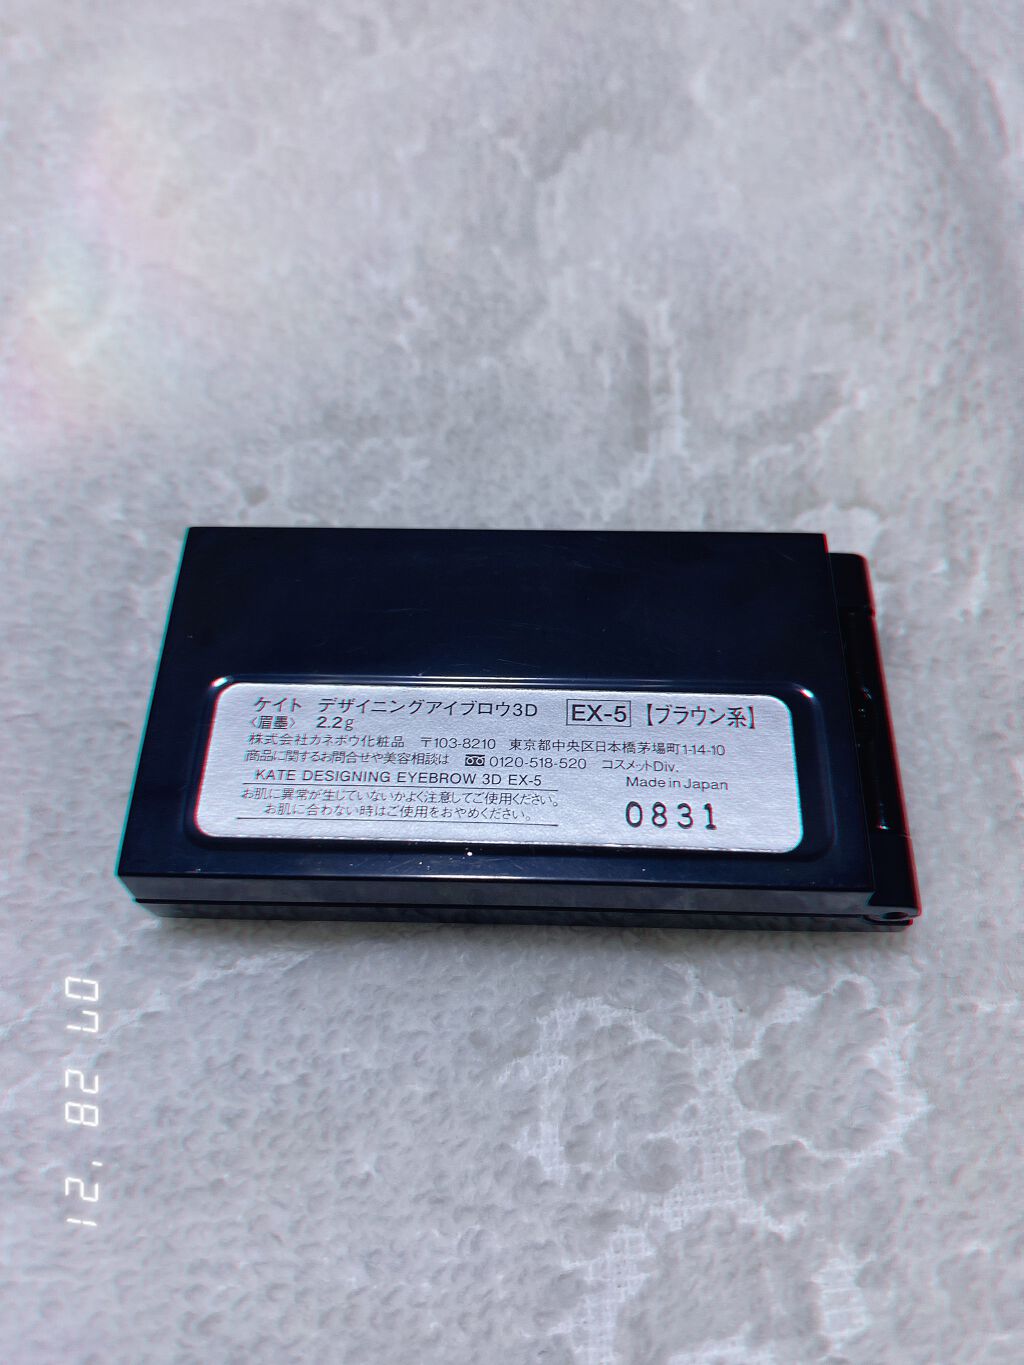 ケイト デザイニングアイブロウ3D EX-5 【ブラウン系】
〈眉墨〉 2.2g
株式会社カネボウ化粧品 〒103-8210 東京都中央区日本橋茅場町1-14-10
商品に関するお問合せや美容相談は 0120-518-520 コスメットDiv.
KATE DESIGNING EYEBROW 3D EX-5 Made in Japan
お肌に異常が生じていないかよく注意してご使用ください。
お肌に合わない時はご使用をおやめください。
0831
07 28 '21